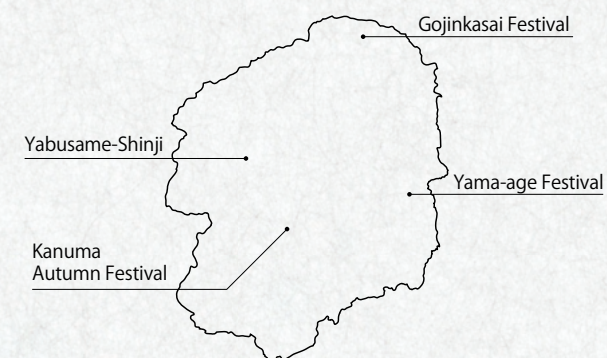 Gojinkasai Festival
Yabusame-Shinji
Yama-age Festival
Kanuma
Autumn Festival